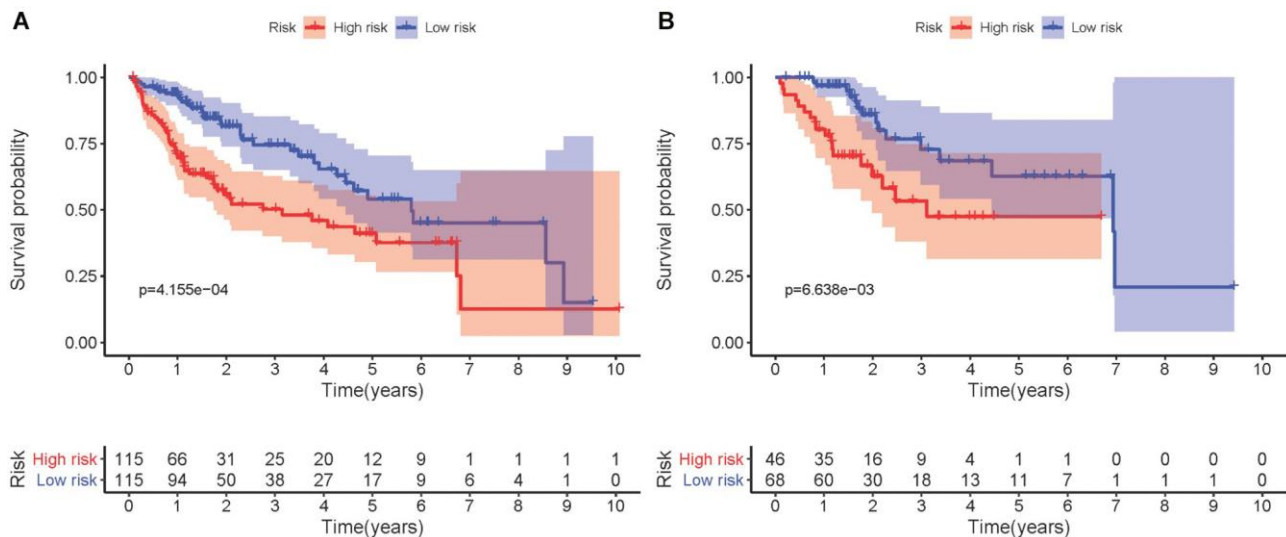 A
Risk High risk Low risk
1.00
0.75
0.50
0.25
0.00
Survival probability
p=4.155e−04
0 1 2 3 4 5 6 7 8 9 10
Time(years)
Risk
High risk 115 66 31 25 20 12 9 1 1 1 1
Low risk 115 94 50 38 27 17 9 6 4 1 0
0 1 2 3 4 5 6 7 8 9 10
Time(years)
B
Risk High risk Low risk
1.00
0.75
0.50
0.25
0.00
Survival probability
p=6.638e−03
0 1 2 3 4 5 6 7 8 9 10
Time(years)
Risk
High risk 46 35 16 9 4 1 1 0 0 0 0
Low risk 68 60 30 18 13 11 7 1 1 1 0
0 1 2 3 4 5 6 7 8 9 10
Time(years)